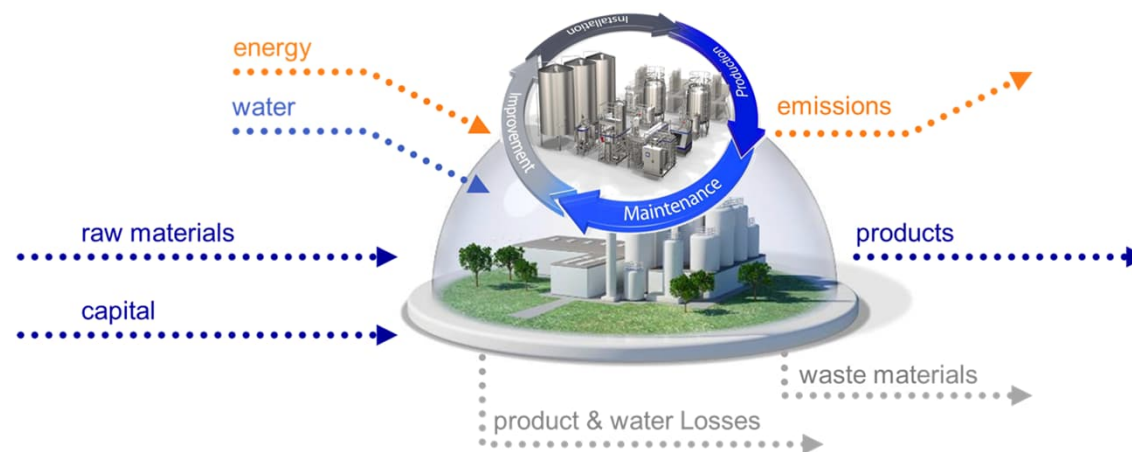 Installation
energy
Production
water
Improvement
emissions
Maintenance
raw materials
products
capital
waste materials
product & water Losses